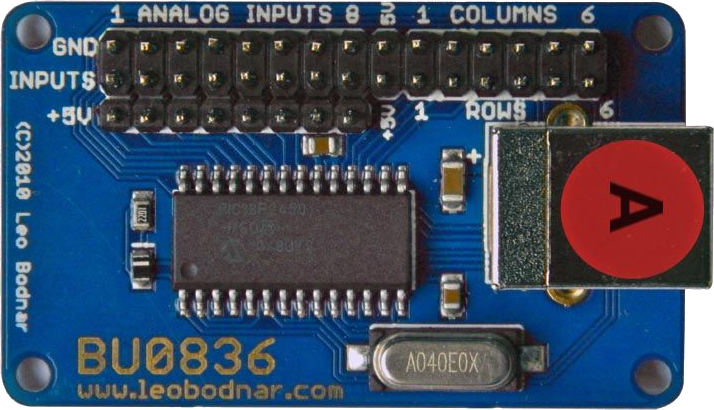 1 ANALOG INPUTS 8 5V 1 COLUMNS 6
GND
INPUTS
+5V +5V 1 ROWS 6
(C)2010 Leo Bodnar
+
A
2201
BU0836
www.leobodnar.com
A040E0X